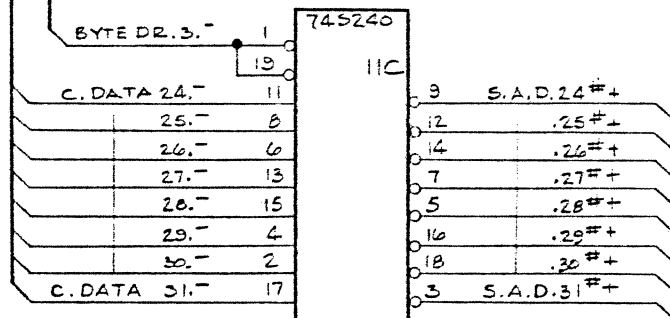 74S240
BYTE DR.3.- 1
19 11C
C. DATA 24.- 11 9 S.A.D.24#+
25.- 8 12 .25#+
26.- 6 14 .26#+
27.- 13 7 .27#+
28.- 15 5 .28#+
29.- 4 16 .29#+
30.- 2 18 .30#+
C. DATA 31.- 17 3 S.A.D.31#+